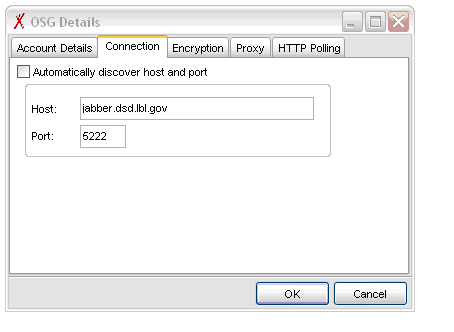 OSG Details
Account Details Connection Encryption Proxy HTTP Polling
Automatically discover host and port
Host: jabber.dsd.lbl.gov
Port: 5222
OK Cancel